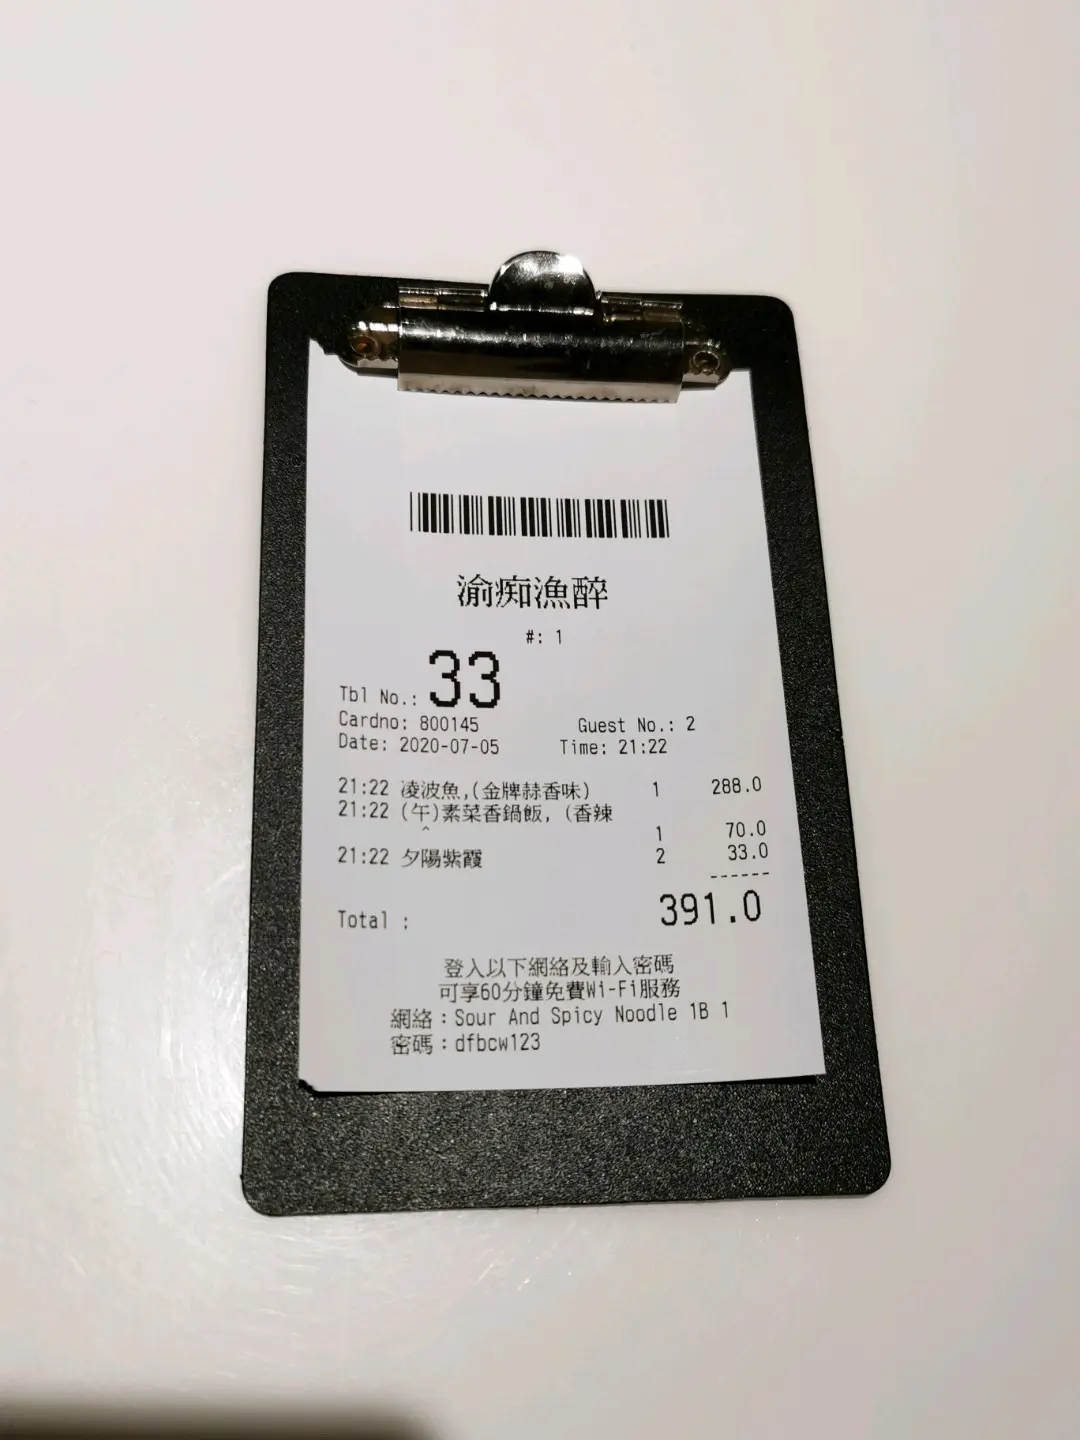 渝痴漁醉
#: 1
Tbl No.: 33
Cardno: 800145 Guest No.: 2
Date: 2020-07-05 Time: 21:22
21:22 凌波魚,(金牌蒜香味) 1 288.0
21:22 (午)素菜香鍋飯, (香辣
^ 1 70.0
21:22 夕陽紫霞 2 33.0
------
Total : 391.0
登入以下網絡及輸入密碼
可享60分鐘免費Wi-Fi服務
網絡：Sour And Spicy Noodle 1B 1
密碼：dfbcw123